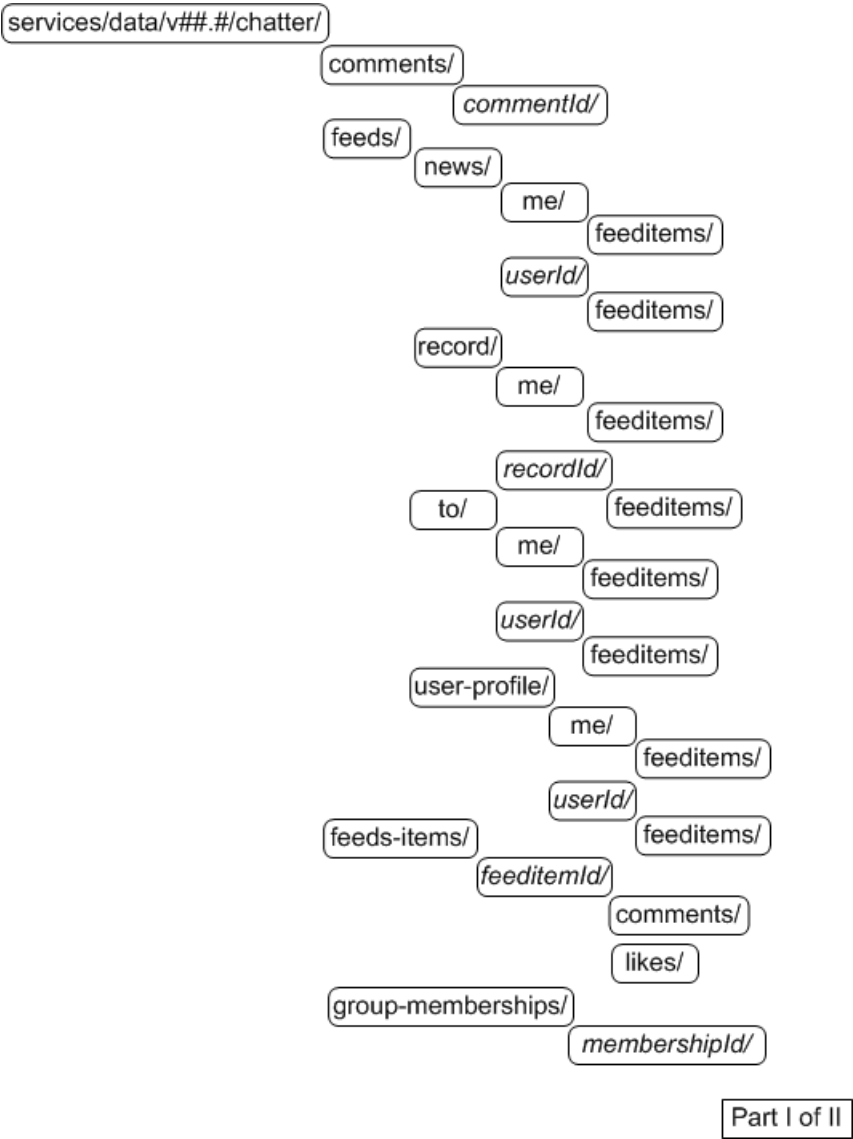 services/data/v##.#/chatter/
comments/
commentId/
feeds/
news/
me/
feeditems/
userId/
feeditems/
record/
me/
feeditems/
recordId/
to/
feeditems/
me/
feeditems/
userId/
feeditems/
user-profile/
me/
feeditems/
userId/
feeds-items/
feeditems/
feeditemId/
comments/
likes/
group-memberships/
membershipId/
Part I of II